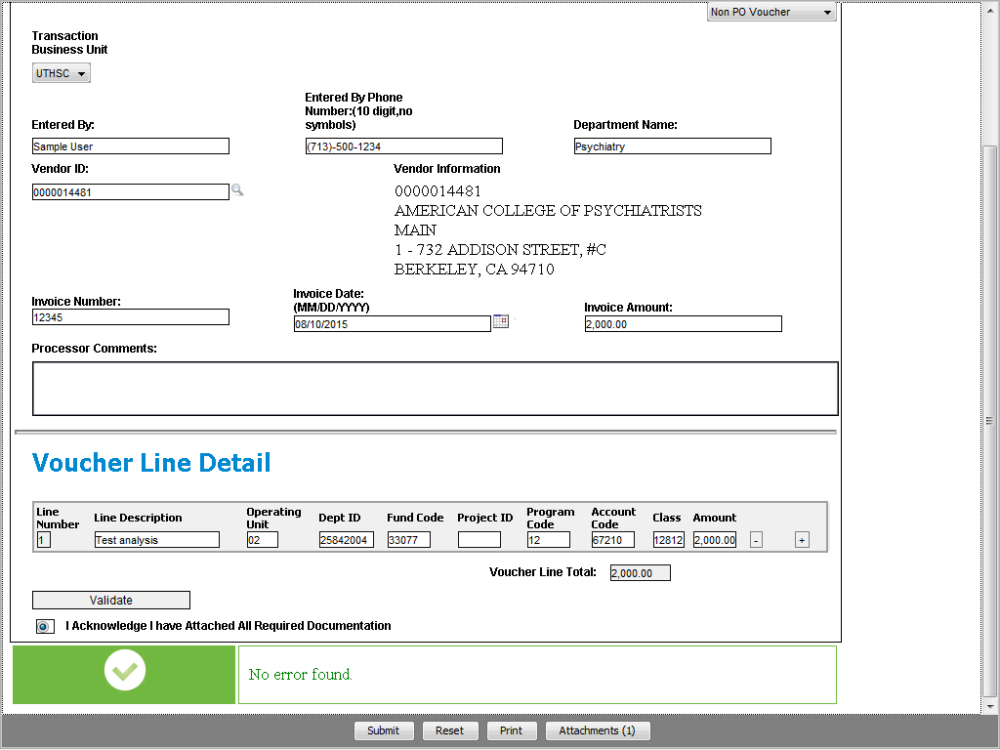 Non PO Voucher
Transaction
Business Unit
UTHSC
Entered By:
Entered By Phone
Number:(10 digit,no
symbols)
Department Name:
Sample User
(713)-500-1234
Psychiatry
Vendor ID:
Vendor Information
0000014481
0000014481
AMERICAN COLLEGE OF PSYCHIATRISTS
MAIN
1 - 732 ADDISON STREET, #C
BERKELEY, CA 94710
Invoice Number:
Invoice Date:
(MM/DD/YYYY)
Invoice Amount:
12345
08/10/2015
2,000.00
Processor Comments:
Voucher Line Detail
Line
Number
Line Description
Operating
Unit
Dept ID
Fund Code
Project ID
Program
Code
Account
Code
Class
Amount
1
Test analysis
02
25842004
33077
12
67210
12812
2,000.00
-
+
Voucher Line Total:
2,000.00
Validate
I Acknowledge I have Attached All Required Documentation
No error found.
Submit
Reset
Print
Attachments (1)